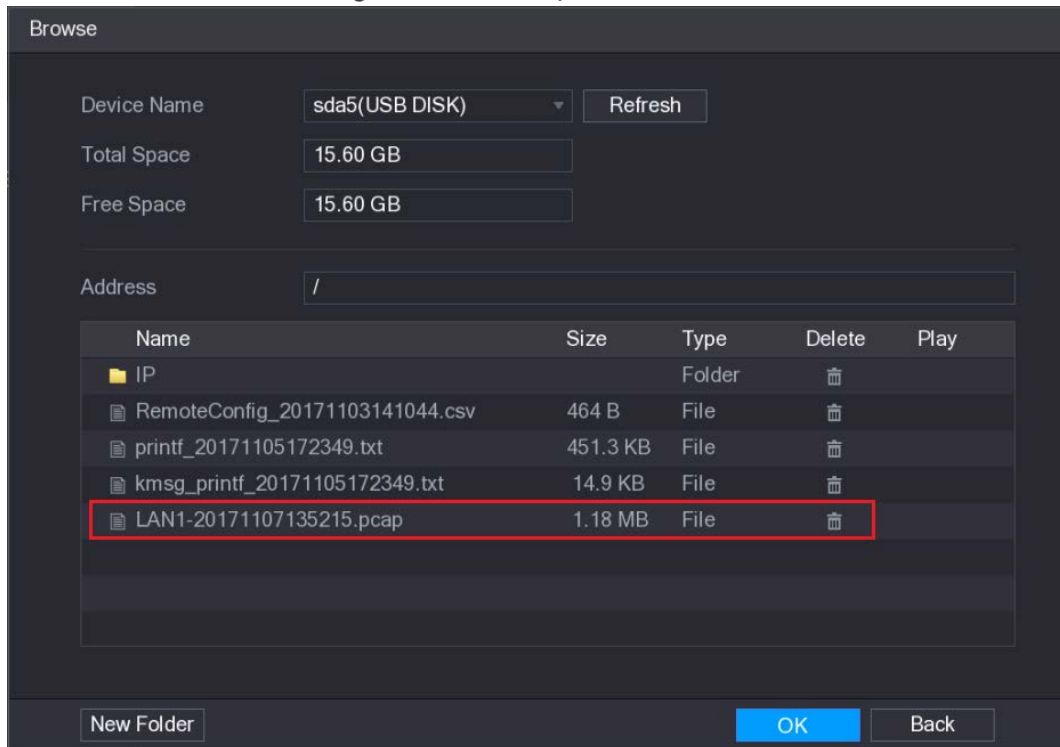 Browse
Device Name sda5(USB DISK) Refresh
Total Space 15.60 GB
Free Space 15.60 GB
Address /
Name Size Type Delete Play
IP Folder
RemoteConfig_20171103141044.csv 464 B File
printf_20171105172349.txt 451.3 KB File
kmsg_printf_20171105172349.txt 14.9 KB File
LAN1-20171107135215.pcap 1.18 MB File
New Folder OK Back